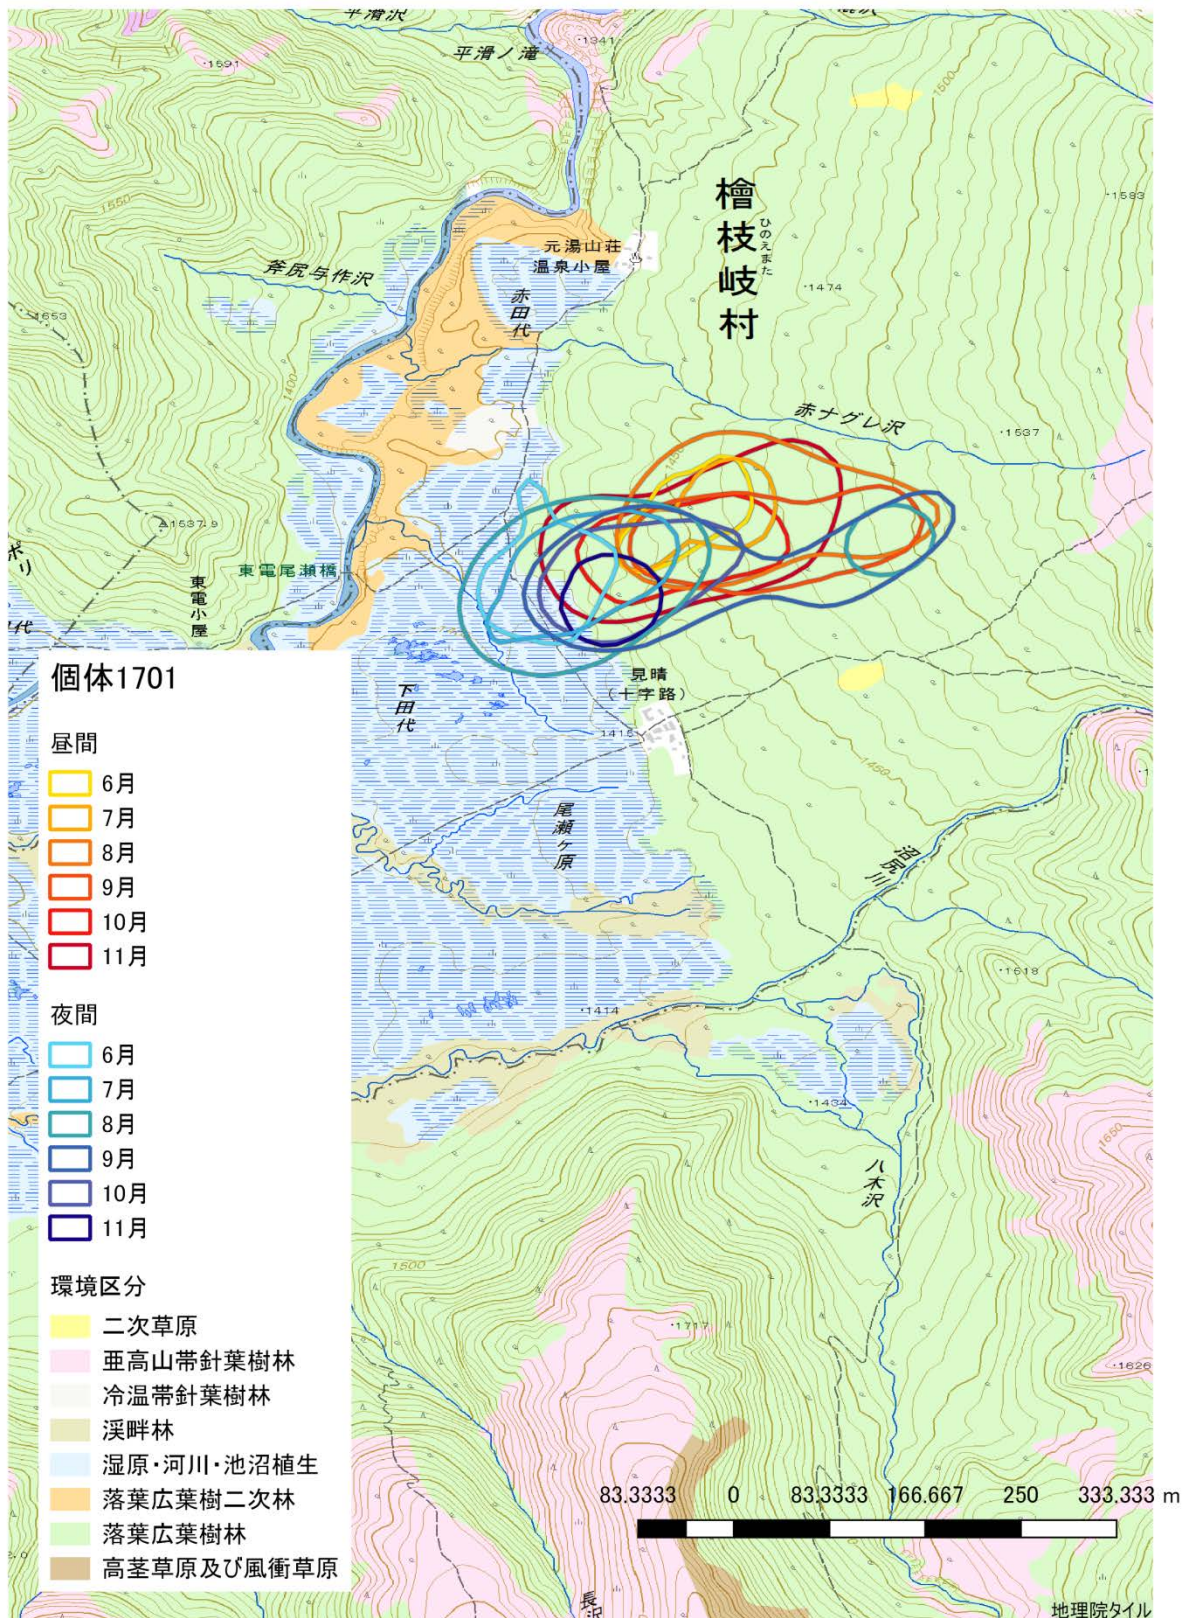 平滑沢
平滑ノ滝
・1341
・1591
1500
檜枝岐村
ひのえまた
・1583
1550
元湯山荘
温泉小屋
斧尻与作沢
赤田代
・1474
・1653
1400
赤ナグレ沢
・1537
1450
1537.9
東電尾瀬橋
東電小屋
見晴
(十字路)
下田代
1415
1450
尾瀬ヶ原
沼尻川
・1518
・1414
・1434
1650
八木沢
1500
・1717
・1626
個体1701
昼間
6月
7月
8月
9月
10月
11月
夜間
6月
7月
8月
9月
10月
11月
環境区分
二次草原
亜高山帯針葉樹林
冷温帯針葉樹林
渓畔林
湿原・河川・池沼植生
落葉広葉樹二次林
落葉広葉樹林
高茎草原及び風衝草原
83.3333 0 83.3333 166.667 250 333.333 m
長沢
地理院タイル